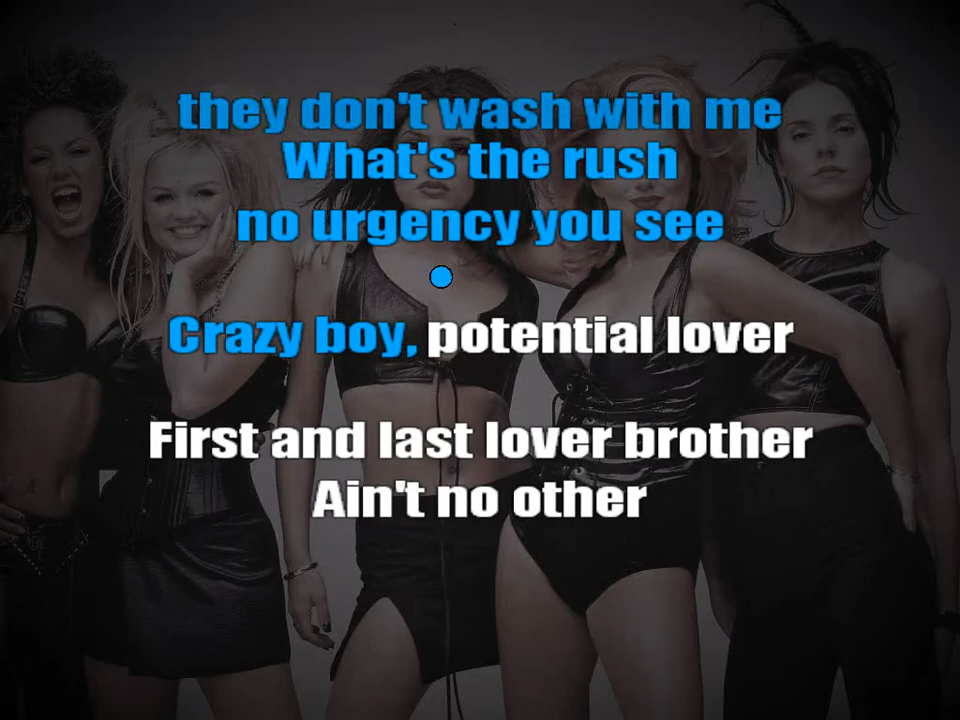 they don't wash with me
What's the rush
no urgency you see
Crazy boy, potential lover
First and last lover brother
Ain't no other